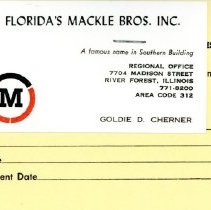 FLORIDA'S MACKLE BROS. INC.
A famous name in Southern Building
REGIONAL OFFICE
7704 MADISON STREET
RIVER FOREST, ILLINOIS
771-8200
AREA CODE 312
M
GOLDIE D. CHERNER
ent Date